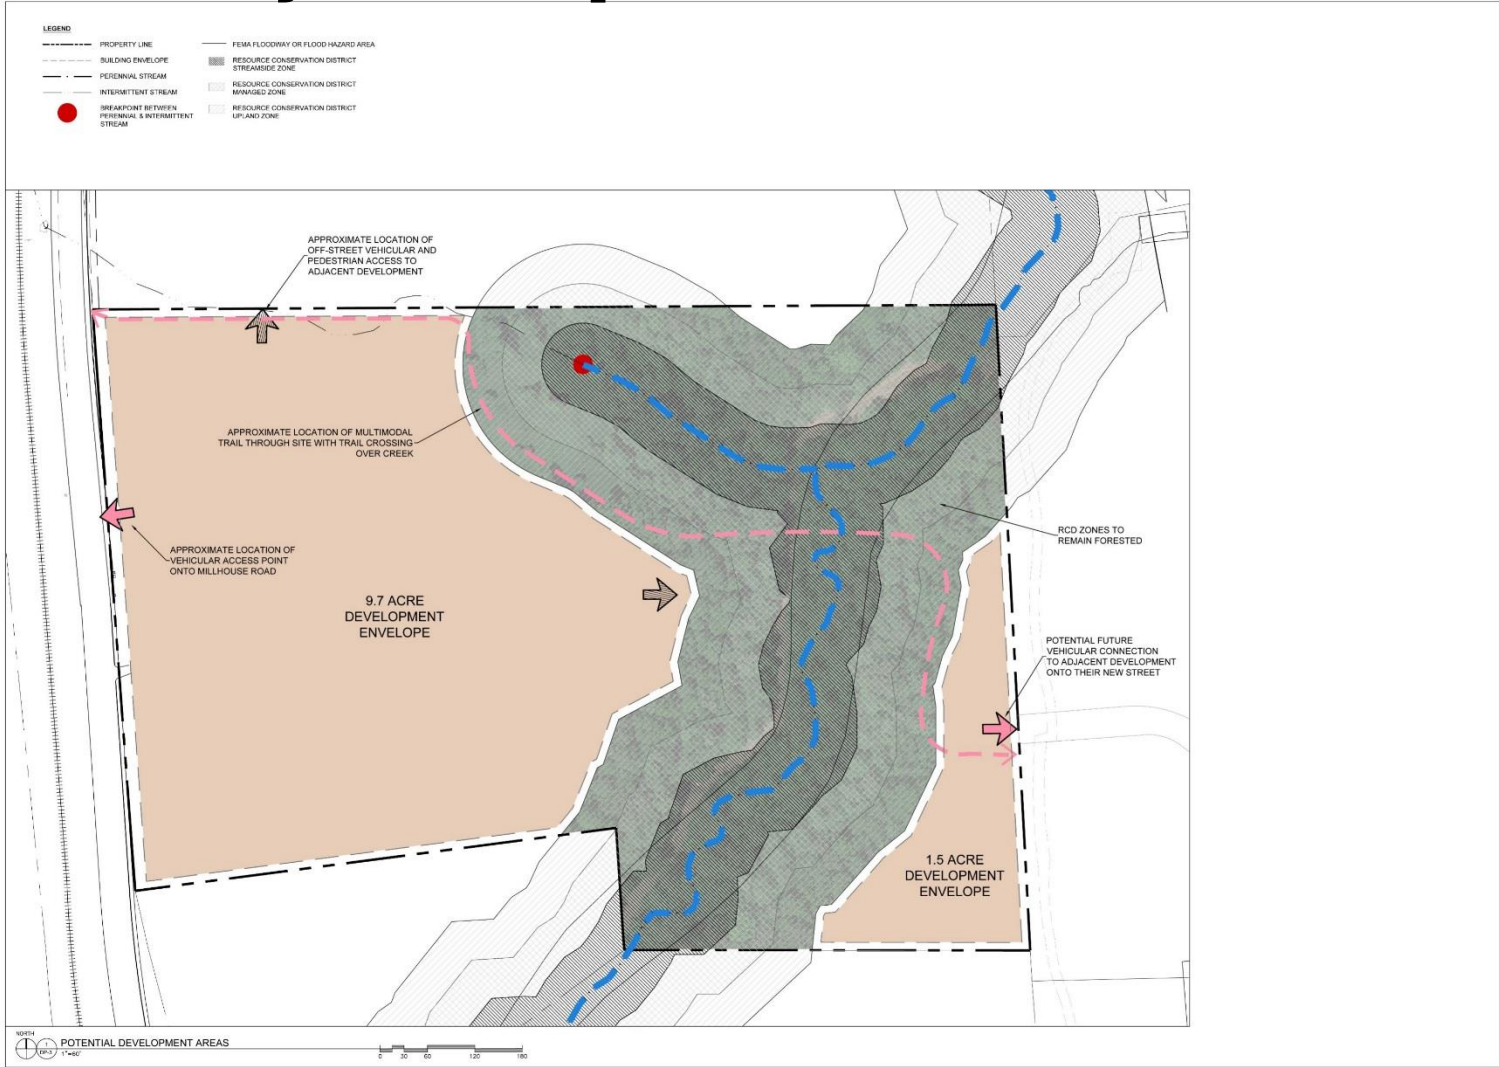 LEGEND
PROPERTY LINE
BUILDING ENVELOPE
PERENNIAL STREAM
INTERMITTENT STREAM
BREAKPOINT BETWEEN
PERENNIAL & INTERMITTENT
STREAM
FEMA FLOODWAY OR FLOOD HAZARD AREA
RESOURCE CONSERVATION DISTRICT
STREAMSIDE ZONE
RESOURCE CONSERVATION DISTRICT
MANAGED ZONE
RESOURCE CONSERVATION DISTRICT
UPLAND ZONE
APPROXIMATE LOCATION OF
OFF-STREET VEHICULAR AND
PEDESTRIAN ACCESS TO
ADJACENT DEVELOPMENT
APPROXIMATE LOCATION OF MULTIMODAL
TRAIL THROUGH SITE WITH TRAIL CROSSING
OVER CREEK
APPROXIMATE LOCATION OF
VEHICULAR ACCESS POINT
ONTO MILLHOUSE ROAD
9.7 ACRE
DEVELOPMENT
ENVELOPE
RCD ZONES TO
REMAIN FORESTED
POTENTIAL FUTURE
VEHICULAR CONNECTION
TO ADJACENT DEVELOPMENT
ONTO THEIR NEW STREET
1.5 ACRE
DEVELOPMENT
ENVELOPE
NORTH
1
POTENTIAL DEVELOPMENT AREAS
1"=60'
0 30 60 120 180